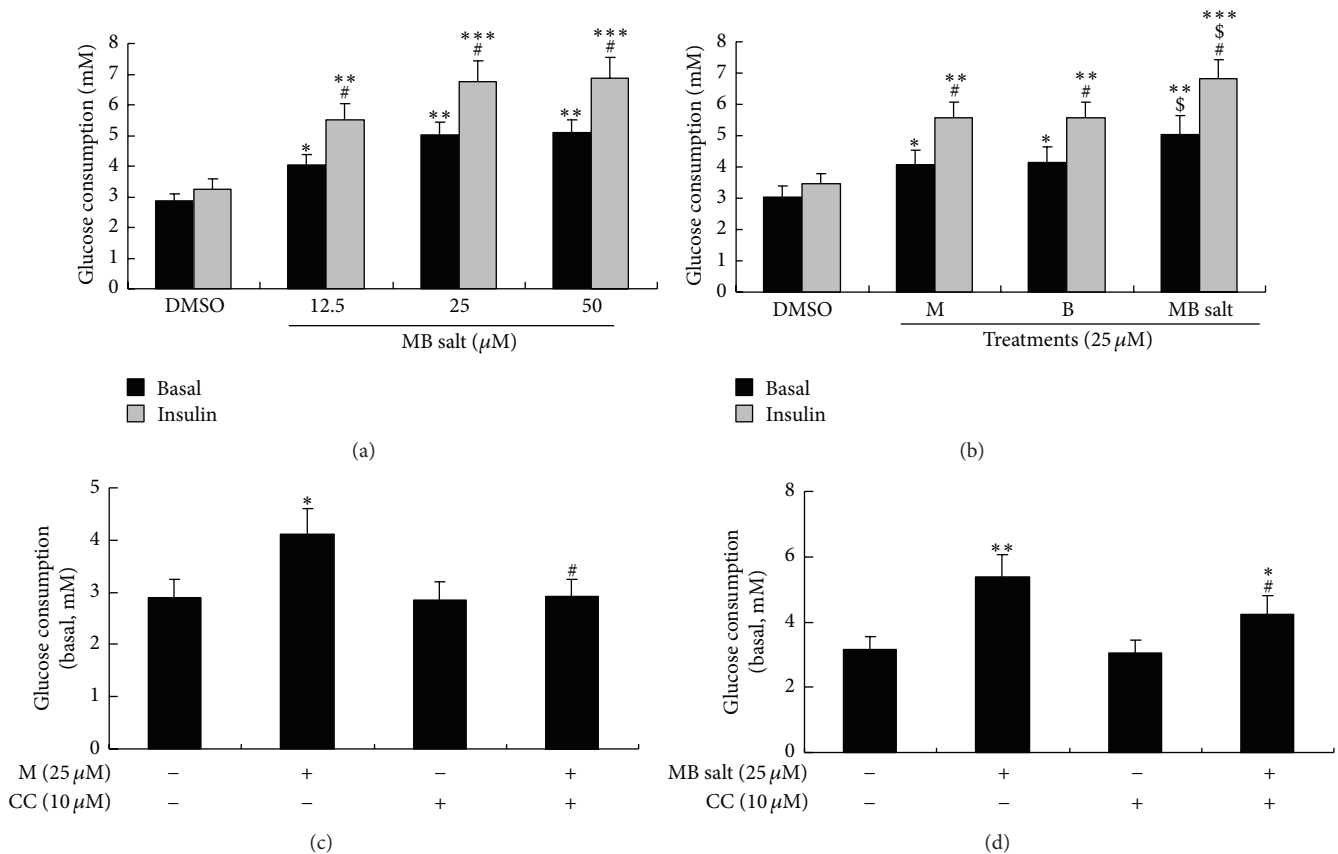 Glucose consumption (mM)
8
7
6
5
4
3
2
1
0
*
**
#
**
***
#
**
***
#
DMSO
12.5
25
50
MB salt (μM)
Basal
Insulin
(a)
Glucose consumption (mM)
8
7
6
5
4
3
2
1
0
*
**
#
*
**
#
**
$
***
$
#
DMSO
M
B
MB salt
Treatments (25 μM)
Basal
Insulin
(b)
Glucose consumption
(basal, mM)
5
4
3
2
1
0
*
#
M (25 μM) − + − +
CC (10 μM) − − + +
(c)
Glucose consumption
(basal, mM)
8
6
4
2
0
**
*
#
MB salt (25 μM) − + − +
CC (10 μM) − − + +
(d)